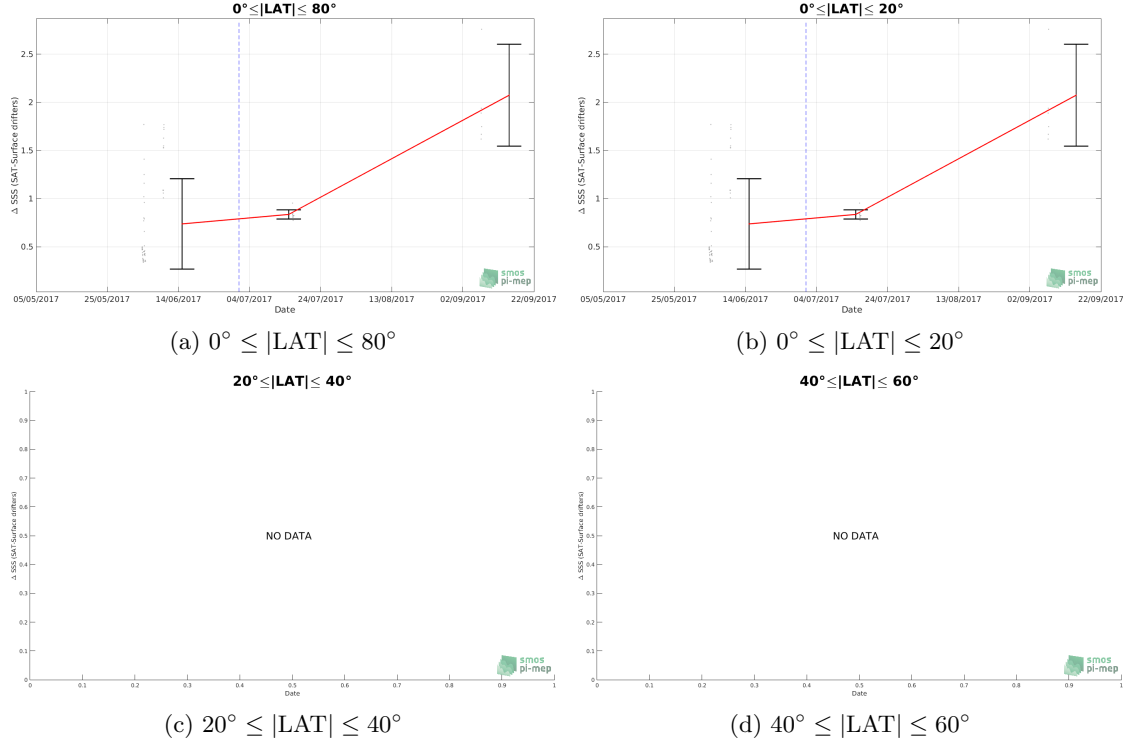 0°≤|LAT|≤ 80°
Δ SSS (SAT-Surface drifters)
2.5
2
1.5
1
0.5
05/05/2017 25/05/2017 14/06/2017 04/07/2017 24/07/2017 13/08/2017 02/09/2017 22/09/2017
Date
smos
pi-mep
(a) 0° ≤ |LAT| ≤ 80°
0°≤|LAT|≤ 20°
Δ SSS (SAT-Surface drifters)
2.5
2
1.5
1
0.5
05/05/2017 25/05/2017 14/06/2017 04/07/2017 24/07/2017 13/08/2017 02/09/2017 22/09/2017
Date
smos
pi-mep
(b) 0° ≤ |LAT| ≤ 20°
20°≤|LAT|≤ 40°
Δ SSS (SAT-Surface drifters)
1
0.9
0.8
0.7
0.6
0.5
0.4
0.3
0.2
0.1
0
NO DATA
0 0.1 0.2 0.3 0.4 0.5 0.6 0.7 0.8 0.9 1
Date
smos
pi-mep
(c) 20° ≤ |LAT| ≤ 40°
40°≤|LAT|≤ 60°
Δ SSS (SAT-Surface drifters)
1
0.9
0.8
0.7
0.6
0.5
0.4
0.3
0.2
0.1
0
NO DATA
0 0.1 0.2 0.3 0.4 0.5 0.6 0.7 0.8 0.9 1
Date
smos
pi-mep
(d) 40° ≤ |LAT| ≤ 60°